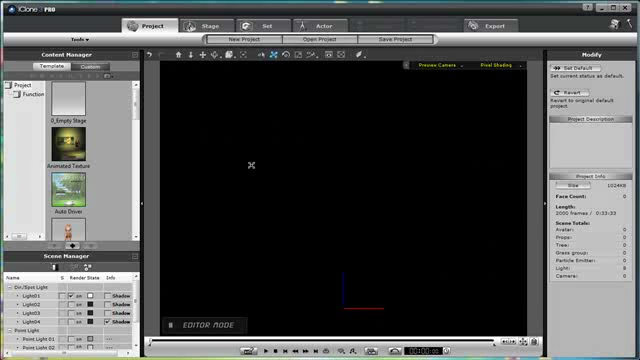 iClone 3 PRO
Project
Stage
Set
Actor
Export
Tools
New Project
Open Project
Save Project
Content Manager
Template
Custom
Project
Function
0_Empty Stage
Animated Texture
Auto Driver
Preview Camera
Pixel Shading
Modify
Set Default
Set current status as default.
Revert
Revert to original default project.
Project Description
Project Info
Size 1024KB
Face Count: 0
Length:
2000 frames / 0:33:33
Scene Totals:
Avatar: 0
Props: 0
Tree: 0
Grass group: 0
Particle Emitter: 0
Light: 8
Camera: 0
Scene Manager
Name S Render State Info
Dir/Spot Light
Light01 on Shadow
Light02 on Shadow
Light03 on Shadow
Light04 on Shadow
Point Light
Point Light 01 on ---
Point Light 02 on ---
EDITOR MODE